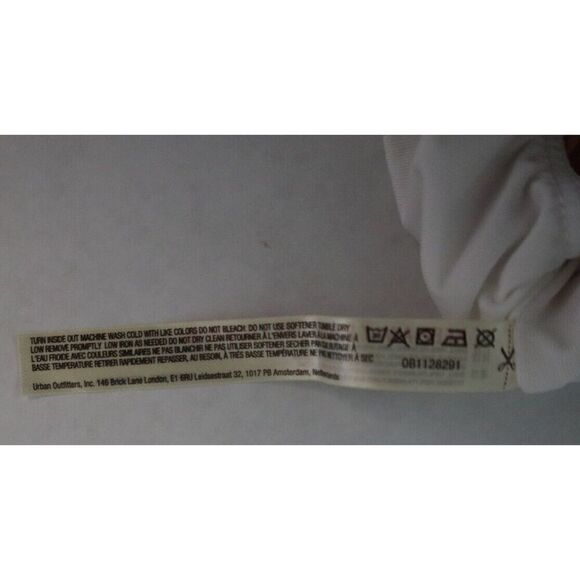 TURN INSIDE OUT MACHINE WASH COLD WITH LIKE COLORS DO NOT BLEACH. DO NOT USE SOFTENER TUMBLE DRY
LOW REMOVE PROMPTLY. LOW IRON AS NEEDED DO NOT DRY CLEAN RETOURNER À L'ENVERS LAVER À LA MACHINE À
L'EAU FROIDE AVEC COULEURS SIMILAIRES NE PAS BLANCHIR NE PAS UTILISER SOFTENER SÉCHER PAR CULBUTAGE À
BASSE TEMPÉRATURE RETIRER RAPIDEMENT REPASSER, AU BESOIN, À TRÈS BASSE TEMPÉRATURE NE PAS NETTOYER À SEC
Urban Outfitters, Inc. 146 Brick Lane London, E1 6RU Leidsestraat 32, 1017 PB Amsterdam, Netherlands
0B1128291